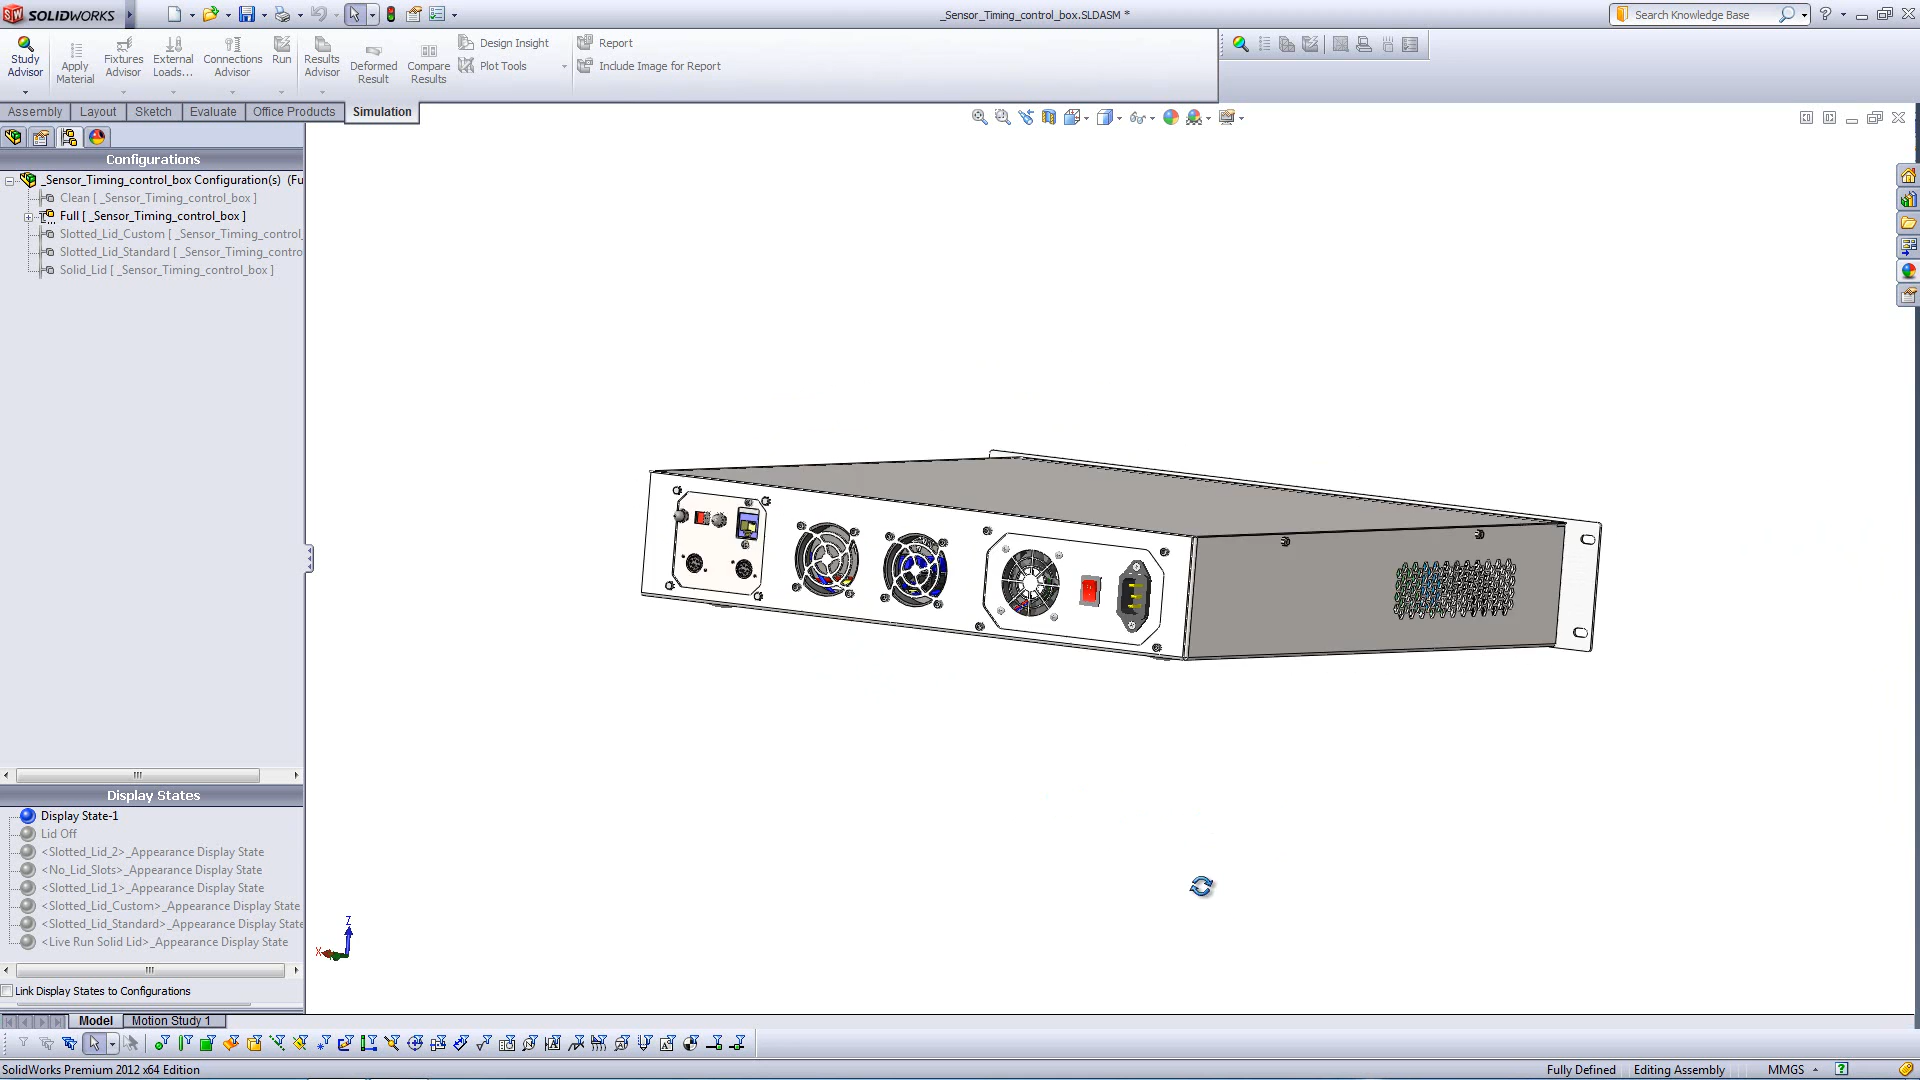 SOLIDWORKS
_Sensor_Timing_control_box.SLDASM *
Search Knowledge Base
Study Advisor
Apply Material
Fixtures Advisor
External Loads...
Connections Advisor
Run
Results Advisor
Deformed Result
Compare Results
Design Insight
Plot Tools
Report
Include Image for Report
Assembly
Layout
Sketch
Evaluate
Office Products
Simulation
Configurations
_Sensor_Timing_control_box Configuration(s) (Fu
Clean [ _Sensor_Timing_control_box ]
Full [ _Sensor_Timing_control_box ]
Slotted_Lid_Custom [ _Sensor_Timing_control_
Slotted_Lid_Standard [ _Sensor_Timing_contro
Solid_Lid [ _Sensor_Timing_control_box ]
Display States
Display State-1
Lid Off
<Slotted_Lid_2>_Appearance Display State
<No_Lid_Slots>_Appearance Display State
<Slotted_Lid_1>_Appearance Display State
<Slotted_Lid_Custom>_Appearance Display State
<Slotted_Lid_Standard>_Appearance Display State
<Live Run Solid Lid>_Appearance Display State
Z
X
Link Display States to Configurations
Model
Motion Study 1
SolidWorks Premium 2012 x64 Edition
Fully Defined
Editing Assembly
MMGS